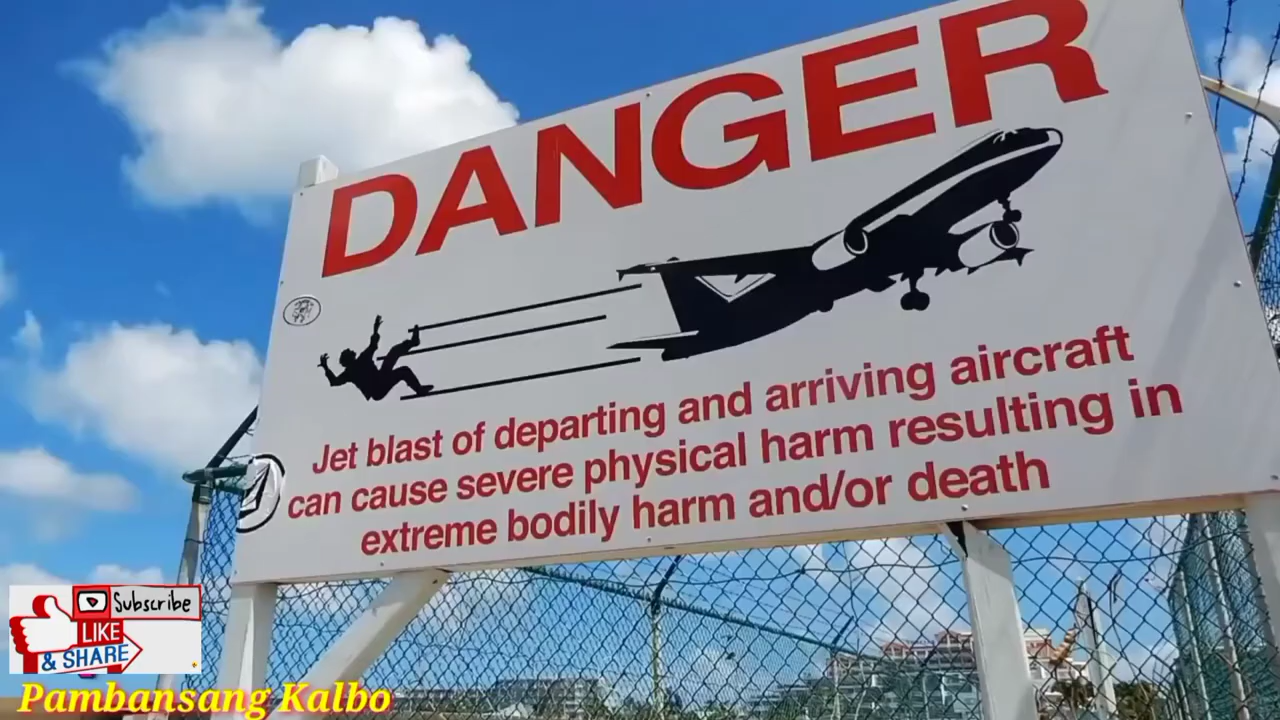 DANGER
Jet blast of departing and arriving aircraft
can cause severe physical harm resulting in
extreme bodily harm and/or death
Subscribe
LIKE
& SHARE
Pambansang Kalbo